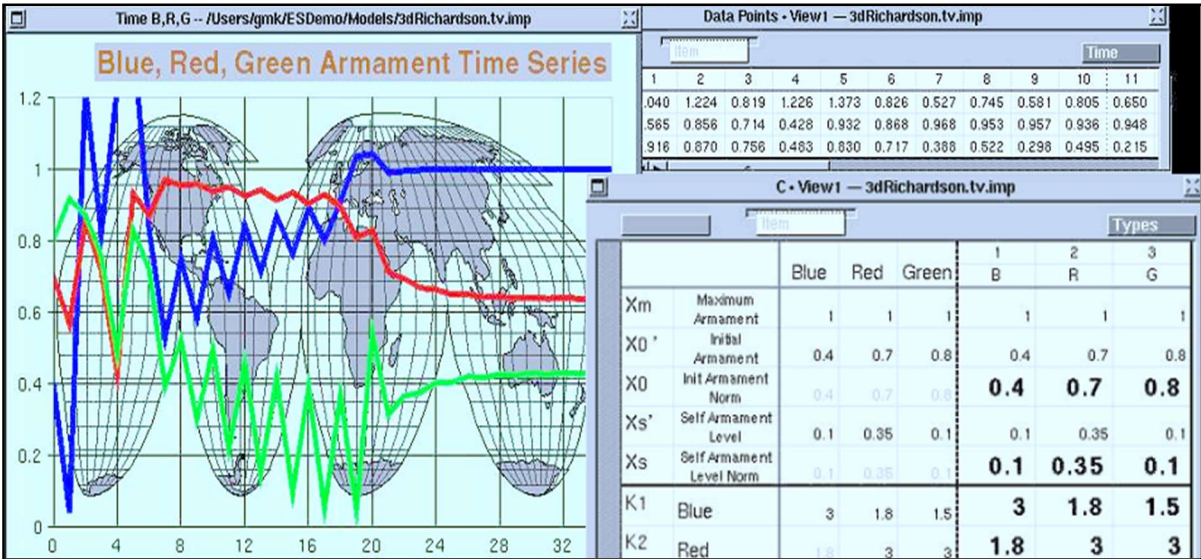 Time B,R,G -- /Users/gmk/ESDemo/Models/3dRichardson.tv.imp
Blue, Red, Green Armament Time Series
1.2
1
0.8
0.6
0.4
0.2
0
0 4 8 12 16 20 24 28 32
Data Points • View1 — 3dRichardson.tv.imp
Item
Time
1 2 3 4 5 6 7 8 9 10 11
.040 1.224 0.819 1.226 1.373 0.826 0.527 0.745 0.581 0.805 0.650
.565 0.856 0.714 0.428 0.932 0.868 0.968 0.953 0.957 0.936 0.948
.916 0.870 0.756 0.483 0.830 0.717 0.388 0.522 0.298 0.495 0.215
C • View1 — 3dRichardson.tv.imp
Item
Types
1 2 3
Blue Red Green B R G
Xm Maximum Armament 1 1 1 1 1 1
X0 ' Initial Armament 0.4 0.7 0.8 0.4 0.7 0.8
X0 Init Armament Norm 0.4 0.7 0.8 0.4 0.7 0.8
Xs' Self Armament Level 0.1 0.35 0.1 0.1 0.35 0.1
Xs Self Armament Level Norm 0.1 0.35 0.1 0.1 0.35 0.1
K1 Blue 3 1.8 1.5 3 1.8 1.5
K2 Red 1.8 3 3 1.8 3 3